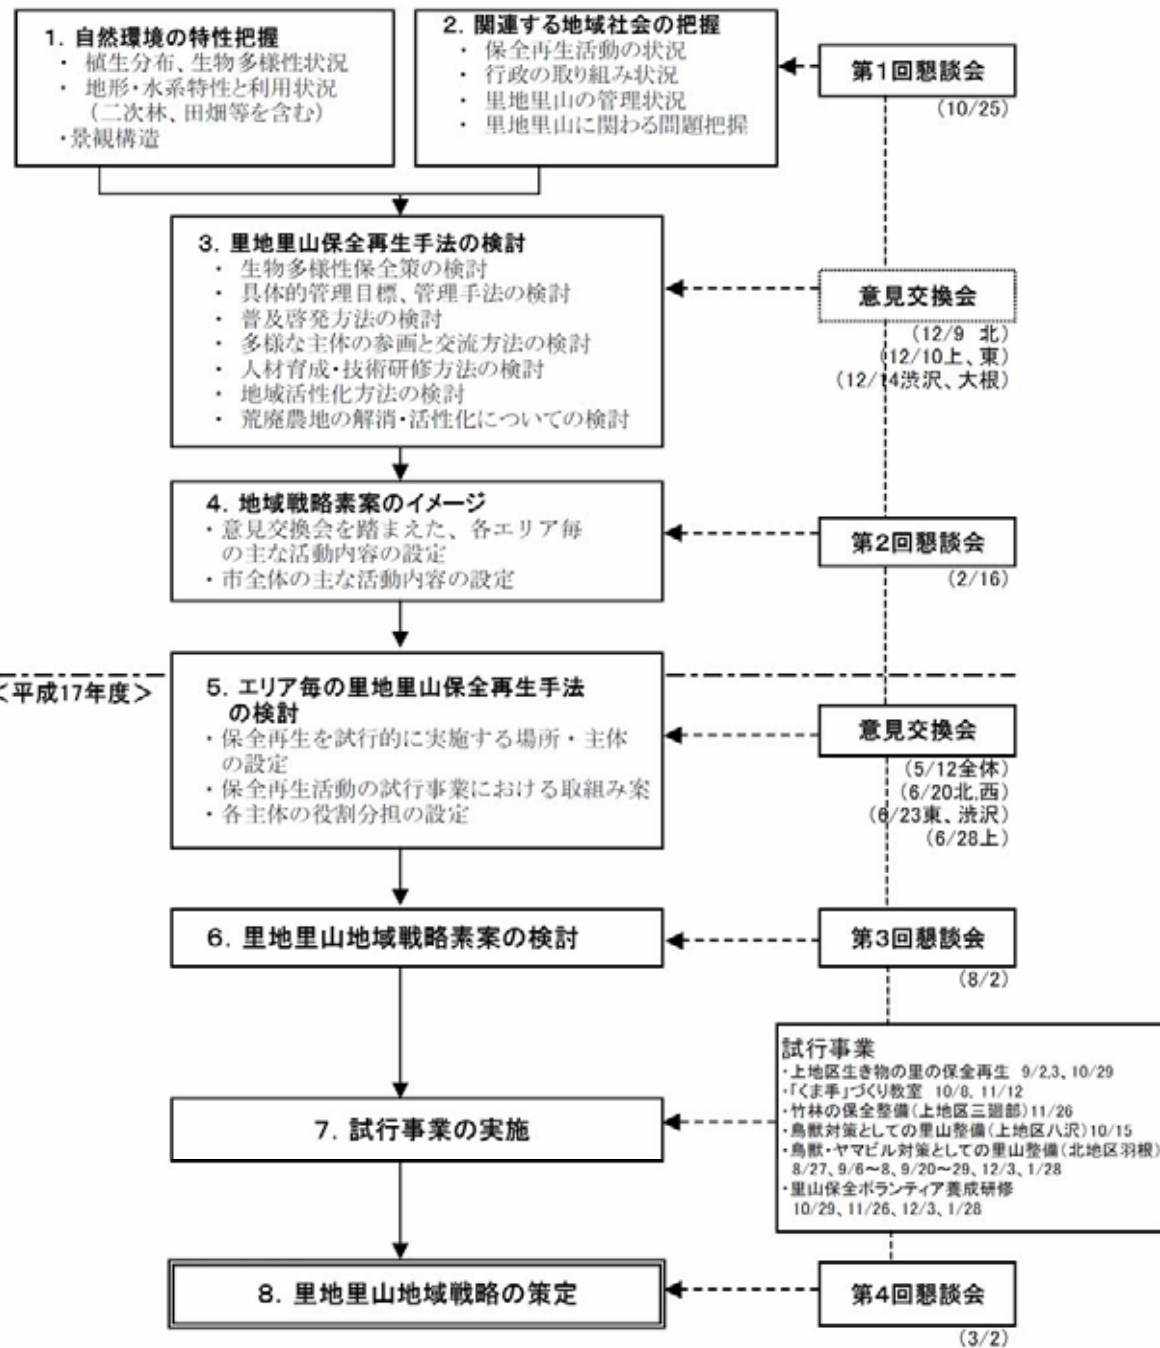 1. 自然環境の特性把握
・ 植生分布、生物多様性状況
・ 地形・水系特性と利用状況
(二次林、田畑等を含む)
・景観構造
2. 関連する地域社会の把握
・ 保全再生活動の状況
・ 行政の取り組み状況
・ 里地里山の管理状況
・ 里地里山に関わる問題把握
第1回懇談会
(10/25)
3. 里地里山保全再生手法の検討
・ 生物多様性保全策の検討
・ 具体的管理目標、管理手法の検討
・ 普及啓発方法の検討
・ 多様な主体の参画と交流方法の検討
・ 人材育成・技術研修方法の検討
・ 地域活性化方法の検討
・ 荒廃農地の解消・活性化についての検討
意見交換会
(12/9 北)
(12/10上、東)
(12/14渋沢、大根)
4. 地域戦略素案のイメージ
・意見交換会を踏まえた、各エリア毎
の主な活動内容の設定
・市全体の主な活動内容の設定
第2回懇談会
(2/16)
<平成17年度>
5. エリア毎の里地里山保全再生手法
の検討
・保全再生を試行的に実施する場所・主体
の設定
・保全再生活動の試行事業における取組み案
・各主体の役割分担の設定
意見交換会
(5/12全体)
(6/20北,西)
(6/23東、渋沢)
(6/28上)
6. 里地里山地域戦略素案の検討
第3回懇談会
(8/2)
7. 試行事業の実施
試行事業
・上地区生き物の里の保全再生 9/2,3、10/29
・「くま手」づくり教室 10/8, 11/12
・竹林の保全整備(上地区三廻部)11/26
・鳥獣対策としての里山整備(上地区八沢)10/15
・鳥獣・ヤマビル対策としての里山整備(北地区羽根)
8/27、9/6〜8、9/20〜29、12/3、1/28
・里山保全ボランティア養成研修
10/29、11/26、12/3、1/28
8. 里地里山地域戦略の策定
第4回懇談会
(3/2)